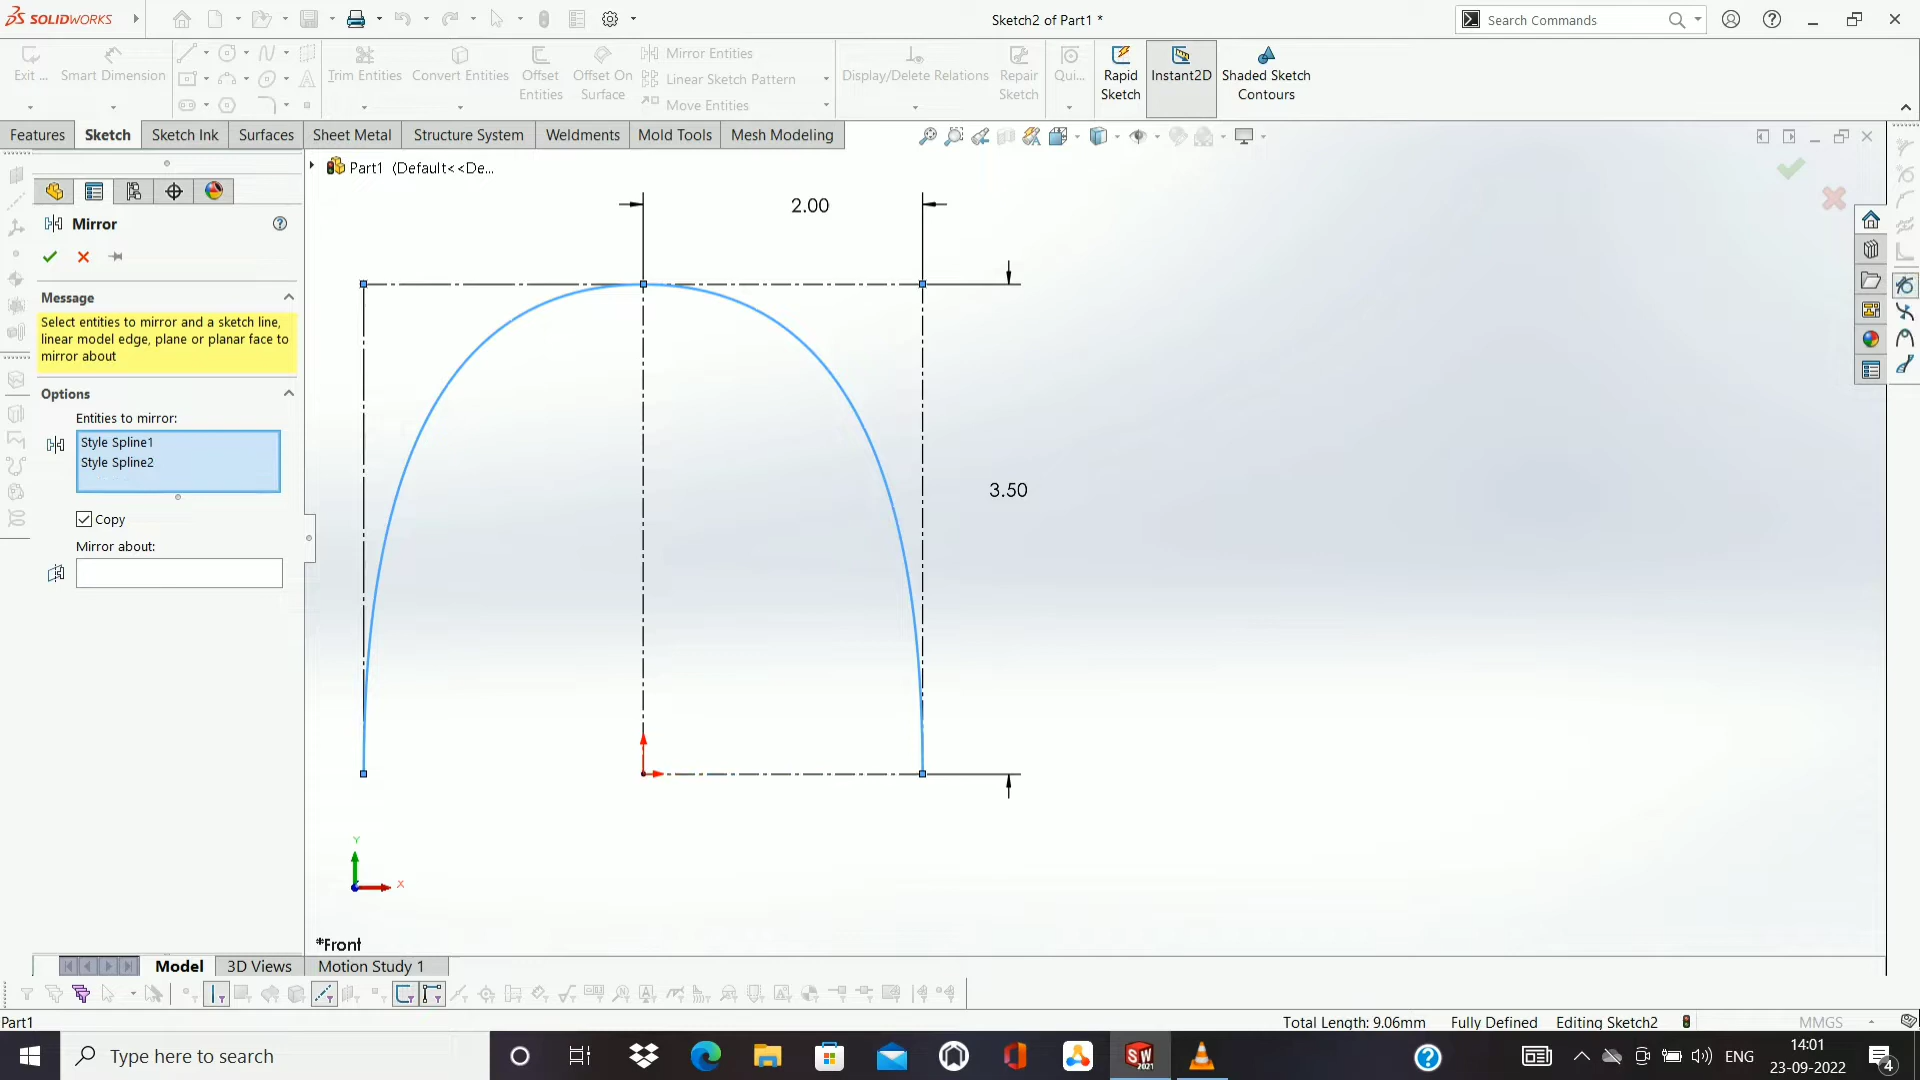 SOLIDWORKS
Sketch2 of Part1 *
Search Commands
Exit ...
Smart Dimension
Trim Entities
Convert Entities
Offset Entities
Offset On Surface
Mirror Entities
Linear Sketch Pattern
Move Entities
Display/Delete Relations
Repair Sketch
Qui...
Rapid Sketch
Instant2D
Shaded Sketch Contours
Features
Sketch
Sketch Ink
Surfaces
Sheet Metal
Structure System
Weldments
Mold Tools
Mesh Modeling
Part1 (Default<<De...
Mirror
Message
Select entities to mirror and a sketch line,
linear model edge, plane or planar face to
mirror about
Options
Entities to mirror:
Style Spline1
Style Spline2
Copy
Mirror about:
2.00
3.50
Y
X
*Front
Model
3D Views
Motion Study 1
Part1
Total Length: 9.06mm
Fully Defined
Editing Sketch2
MMGS
Type here to search
SW
2021
ENG
14:01
23-09-2022
4